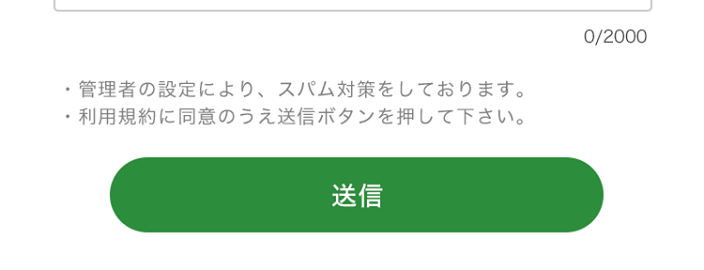 0/2000
・管理者の設定により、スパム対策をしております。
・利用規約に同意のうえ送信ボタンを押して下さい。
送信